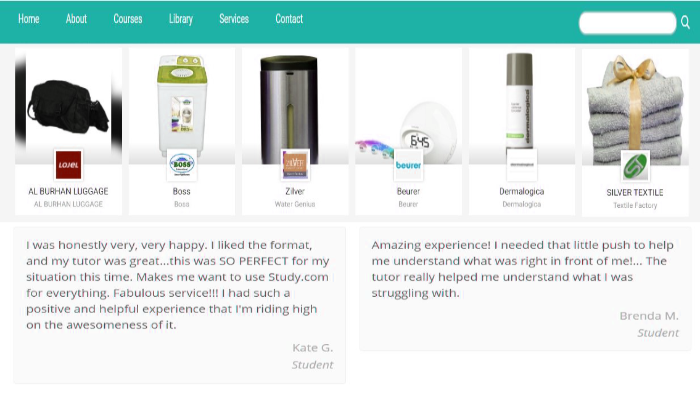 Home About Courses Library Services Contact
LOJEL
BOSS
ZILVER
beurer
dermalogica
AL BURHAN LUGGAGE Boss Zilver Beurer Dermalogica SILVER TEXTILE
AL BURHAN LUGGAGE Boss Water Genius Beurer Dermalogica Textile Factory
I was honestly very, very happy. I liked the format,
and my tutor was great...this was SO PERFECT for my
situation this time. Makes me want to use Study.com
for everything. Fabulous service!!! I had such a
positive and helpful experience that I'm riding high
on the awesomeness of it.
Kate G.
Student
Amazing experience! I needed that little push to help
me understand what was right in front of me!... The
tutor really helped me understand what I was
struggling with.
Brenda M.
Student